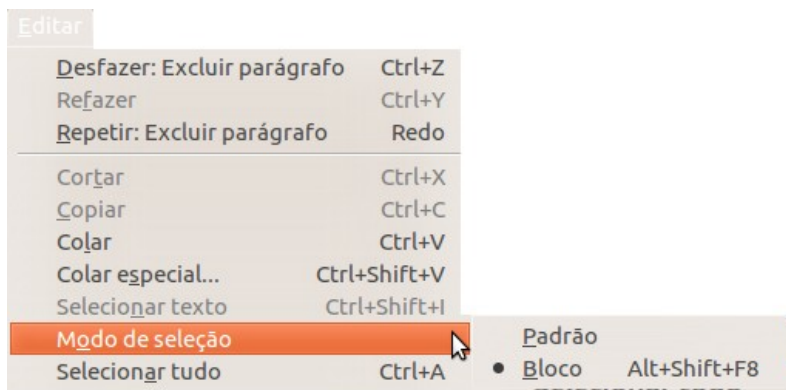 Editar
Desfazer: Excluir parágrafo Ctrl+Z
Refazer Ctrl+Y
Repetir: Excluir parágrafo Redo
Cortar Ctrl+X
Copiar Ctrl+C
Colar Ctrl+V
Colar especial... Ctrl+Shift+V
Selecionar texto Ctrl+Shift+I
Modo de seleção
Padrão
Selecionar tudo Ctrl+A
Bloco Alt+Shift+F8